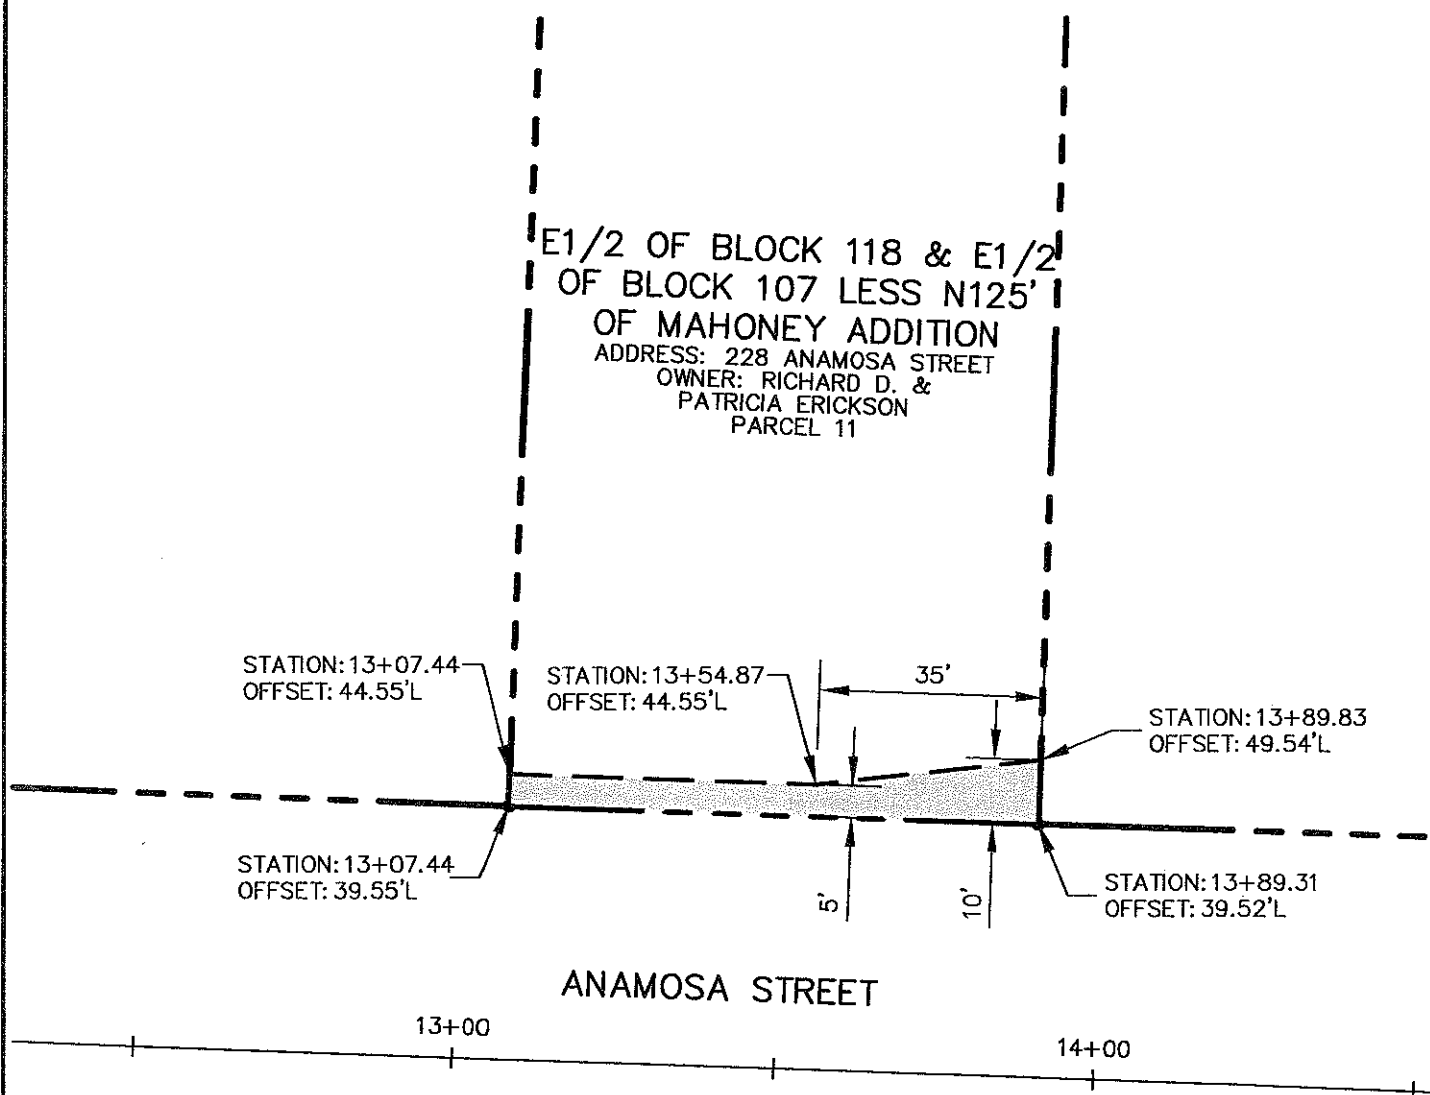 E1/2 OF BLOCK 118 & E1/2
OF BLOCK 107 LESS N125'
OF MAHONEY ADDITION
ADDRESS: 228 ANAMOSA STREET
OWNER: RICHARD D. &
PATRICIA ERICKSON
PARCEL 11
STATION: 13+07.44
OFFSET: 44.55'L
STATION: 13+54.87
OFFSET: 44.55'L
35'
STATION: 13+89.83
OFFSET: 49.54'L
STATION: 13+07.44
OFFSET: 39.55'L
5'
10'
STATION: 13+89.31
OFFSET: 39.52'L
ANAMOSA STREET
13+00
14+00